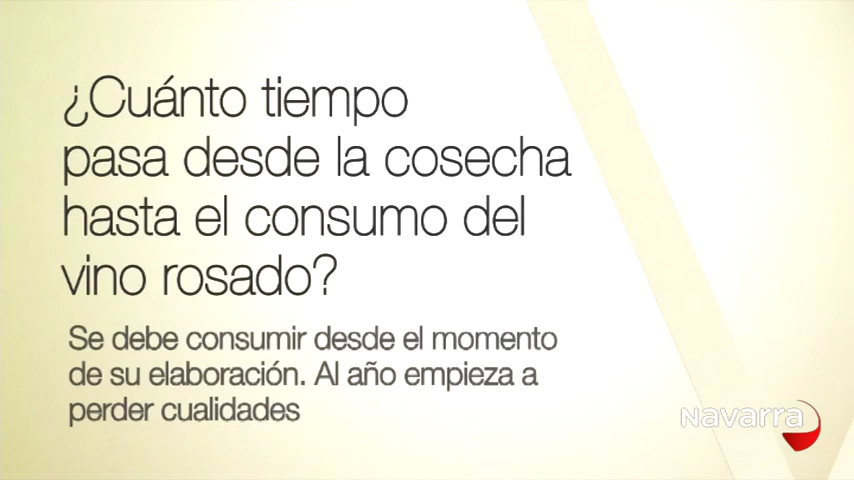 ¿Cuánto tiempo
pasa desde la cosecha
hasta el consumo del
vino rosado?
Se debe consumir desde el momento
de su elaboración. Al año empieza a
perder cualidades
Navarra